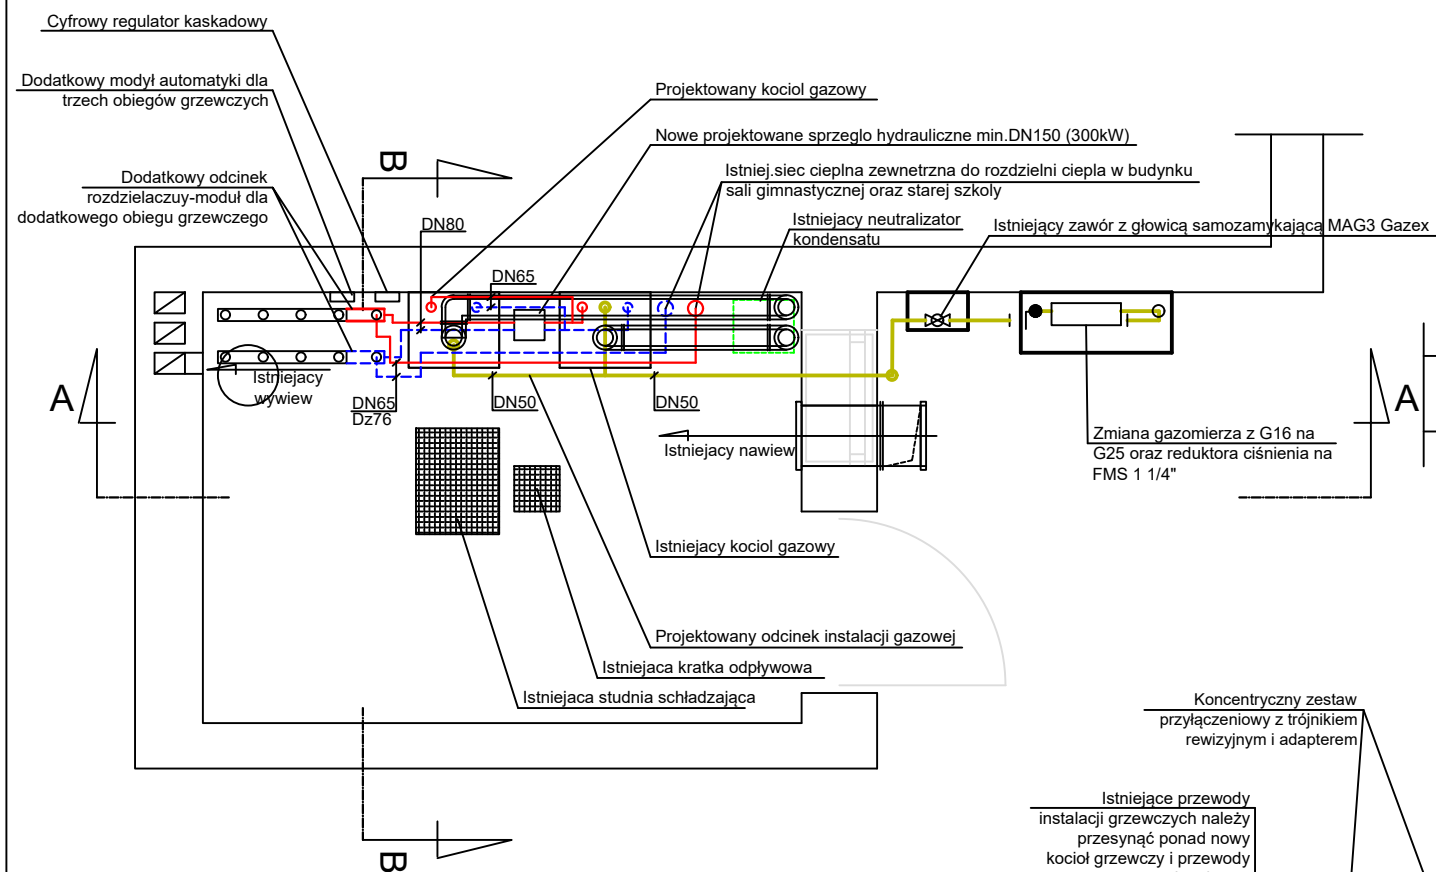 Cyfrowy regulator kaskadowy
Dodatkowy modył automatyki dla
trzech obiegów grzewczych
Projektowany kociol gazowy
Nowe projektowane sprzeglo hydrauliczne min.DN150 (300kW)
B
Dodatkowy odcinek
rozdzielaczuy-moduł dla
dodatkowego obiegu grzewczego
Istniej.siec cieplna zewnetrzna do rozdzielni ciepla w budynku
sali gimnastycznej oraz starej szkoly
DN80
Istniejacy neutralizator
kondensatu
Istniejący zawór z głowicą samozamykającą MAG3 Gazex
DN65
Istniejacy
wywiew
A
DN65
Dz76
DN50
DN50
A
Istniejacy nawiew
Zmiana gazomierza z G16 na
G25 oraz reduktora ciśnienia na
FMS 1 1/4"
Istniejacy kociol gazowy
Projektowany odcinek instalacji gazowej
Istniejaca kratka odpływowa
Istniejaca studnia schładzająca
Koncentryczny zestaw
przyłączeniowy z trójnikiem
rewizyjnym i adapterem
Istniejące przewody
instalacji grzewczych należy
przesynąć ponad nowy
kocioł grzewczy i przewody
B